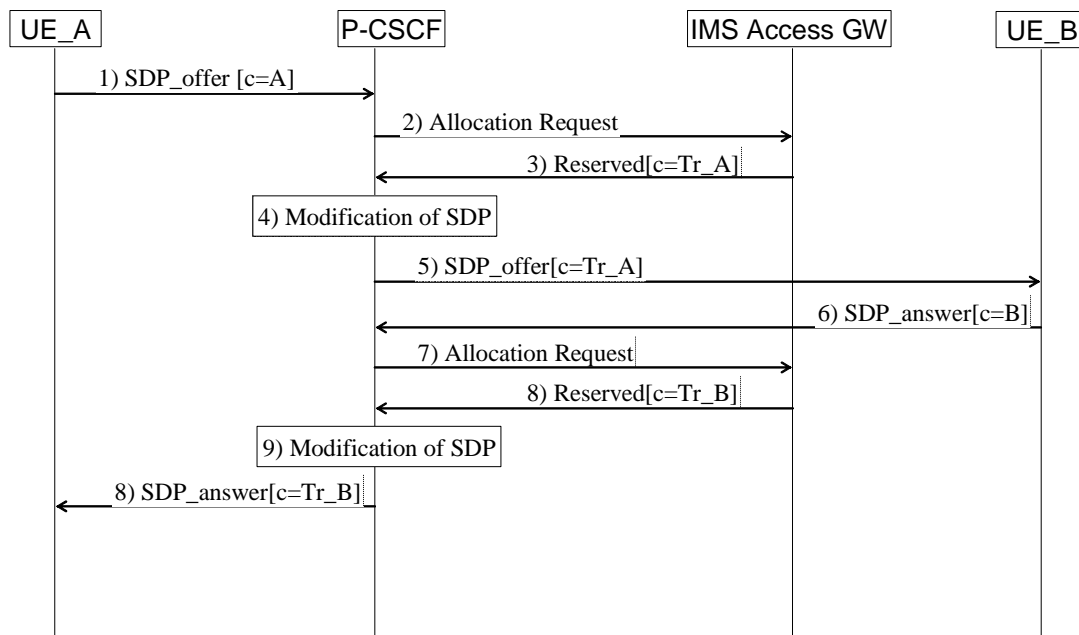 UE_A
P-CSCF
IMS Access GW
UE_B
1) SDP_offer [c=A]
2) Allocation Request
3) Reserved[c=Tr_A]
4) Modification of SDP
5) SDP_offer[c=Tr_A]
6) SDP_answer[c=B]
7) Allocation Request
8) Reserved[c=Tr_B]
9) Modification of SDP
8) SDP_answer[c=Tr_B]